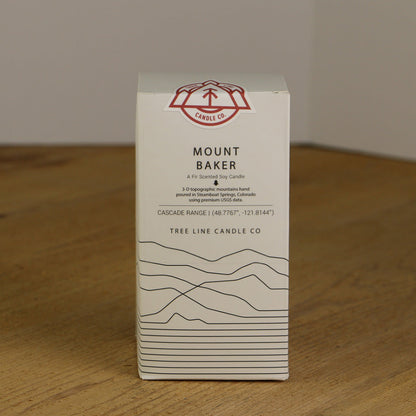 CANDLE CO.
MOUNT
BAKER
A Fir Scented Soy Candle
3-D topographic mountains hand
poured in Steamboat Springs, Colorado
using premium USGS data.
CASCADE RANGE | (48.7767°, -121.8144°)
TREE LINE CANDLE CO